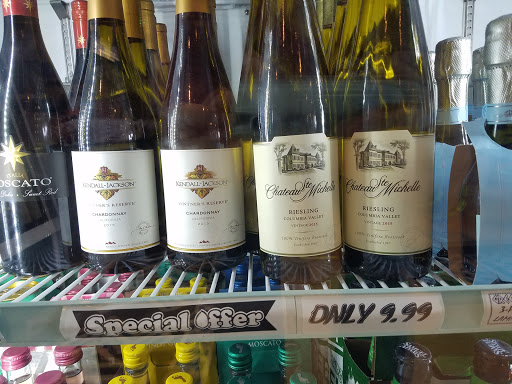 MOSCATO
KENDALL-JACKSON
VINTNER'S RESERVE
CHARDONNAY
KENDALL-JACKSON
VINTNER'S RESERVE
CHARDONNAY
Chateau Ste Michelle
RIESLING
COLUMBIA VALLEY
Chateau Ste Michelle
RIESLING
COLUMBIA VALLEY
Special Offer
ONLY 9.99
MOSCATO